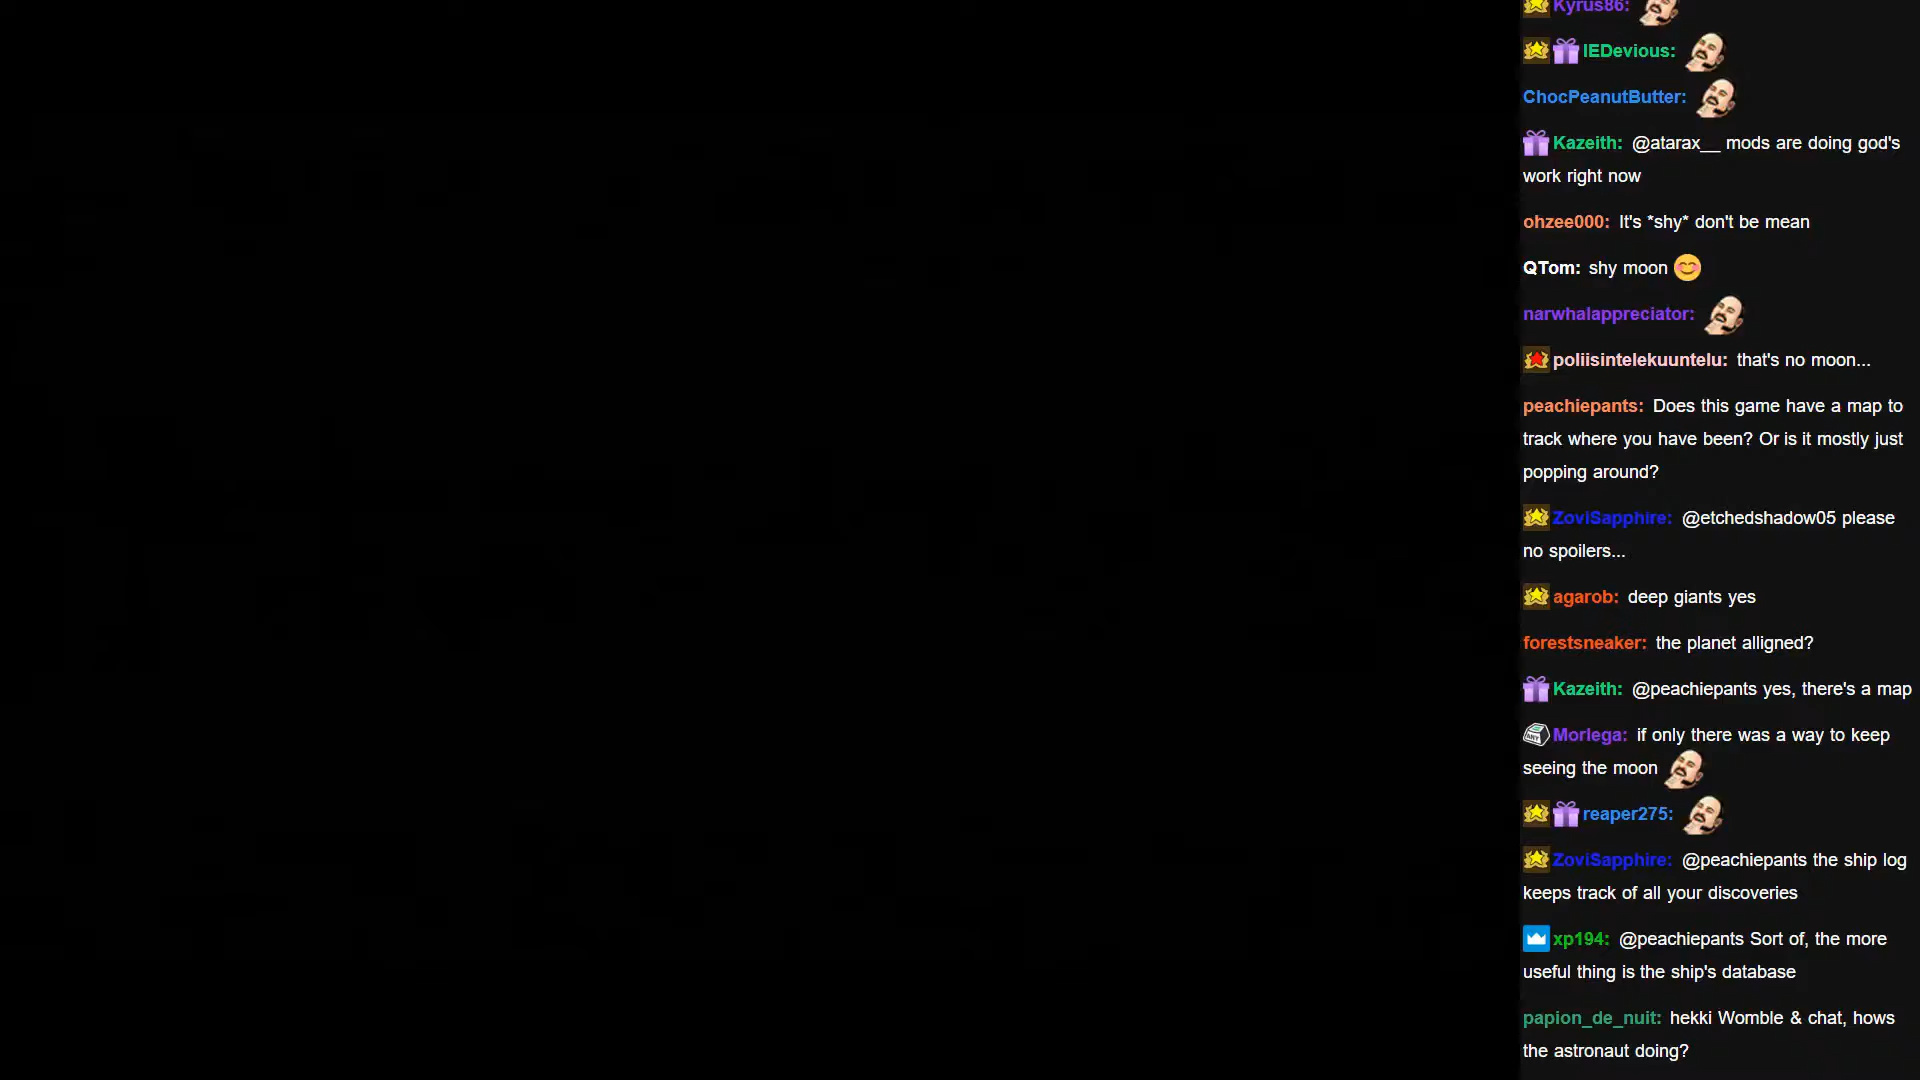 Kyrus86:
IEDevious:
ChocPeanutButter:
Kazeith: @atarax__ mods are doing god's
work right now
ohzee000: It's *shy* don't be mean
QTom: shy moon
narwhalappreciator:
poliisintelekuuntelu: that's no moon...
peachiepants: Does this game have a map to
track where you have been? Or is it mostly just
popping around?
ZoviSapphire: @etchedshadow05 please
no spoilers...
agarob: deep giants yes
forestsneaker: the planet alligned?
Kazeith: @peachiepants yes, there's a map
Morlega: if only there was a way to keep
seeing the moon
reaper275:
ZoviSapphire: @peachiepants the ship log
keeps track of all your discoveries
xp194: @peachiepants Sort of, the more
useful thing is the ship's database
papion_de_nuit: hekki Womble & chat, hows
the astronaut doing?